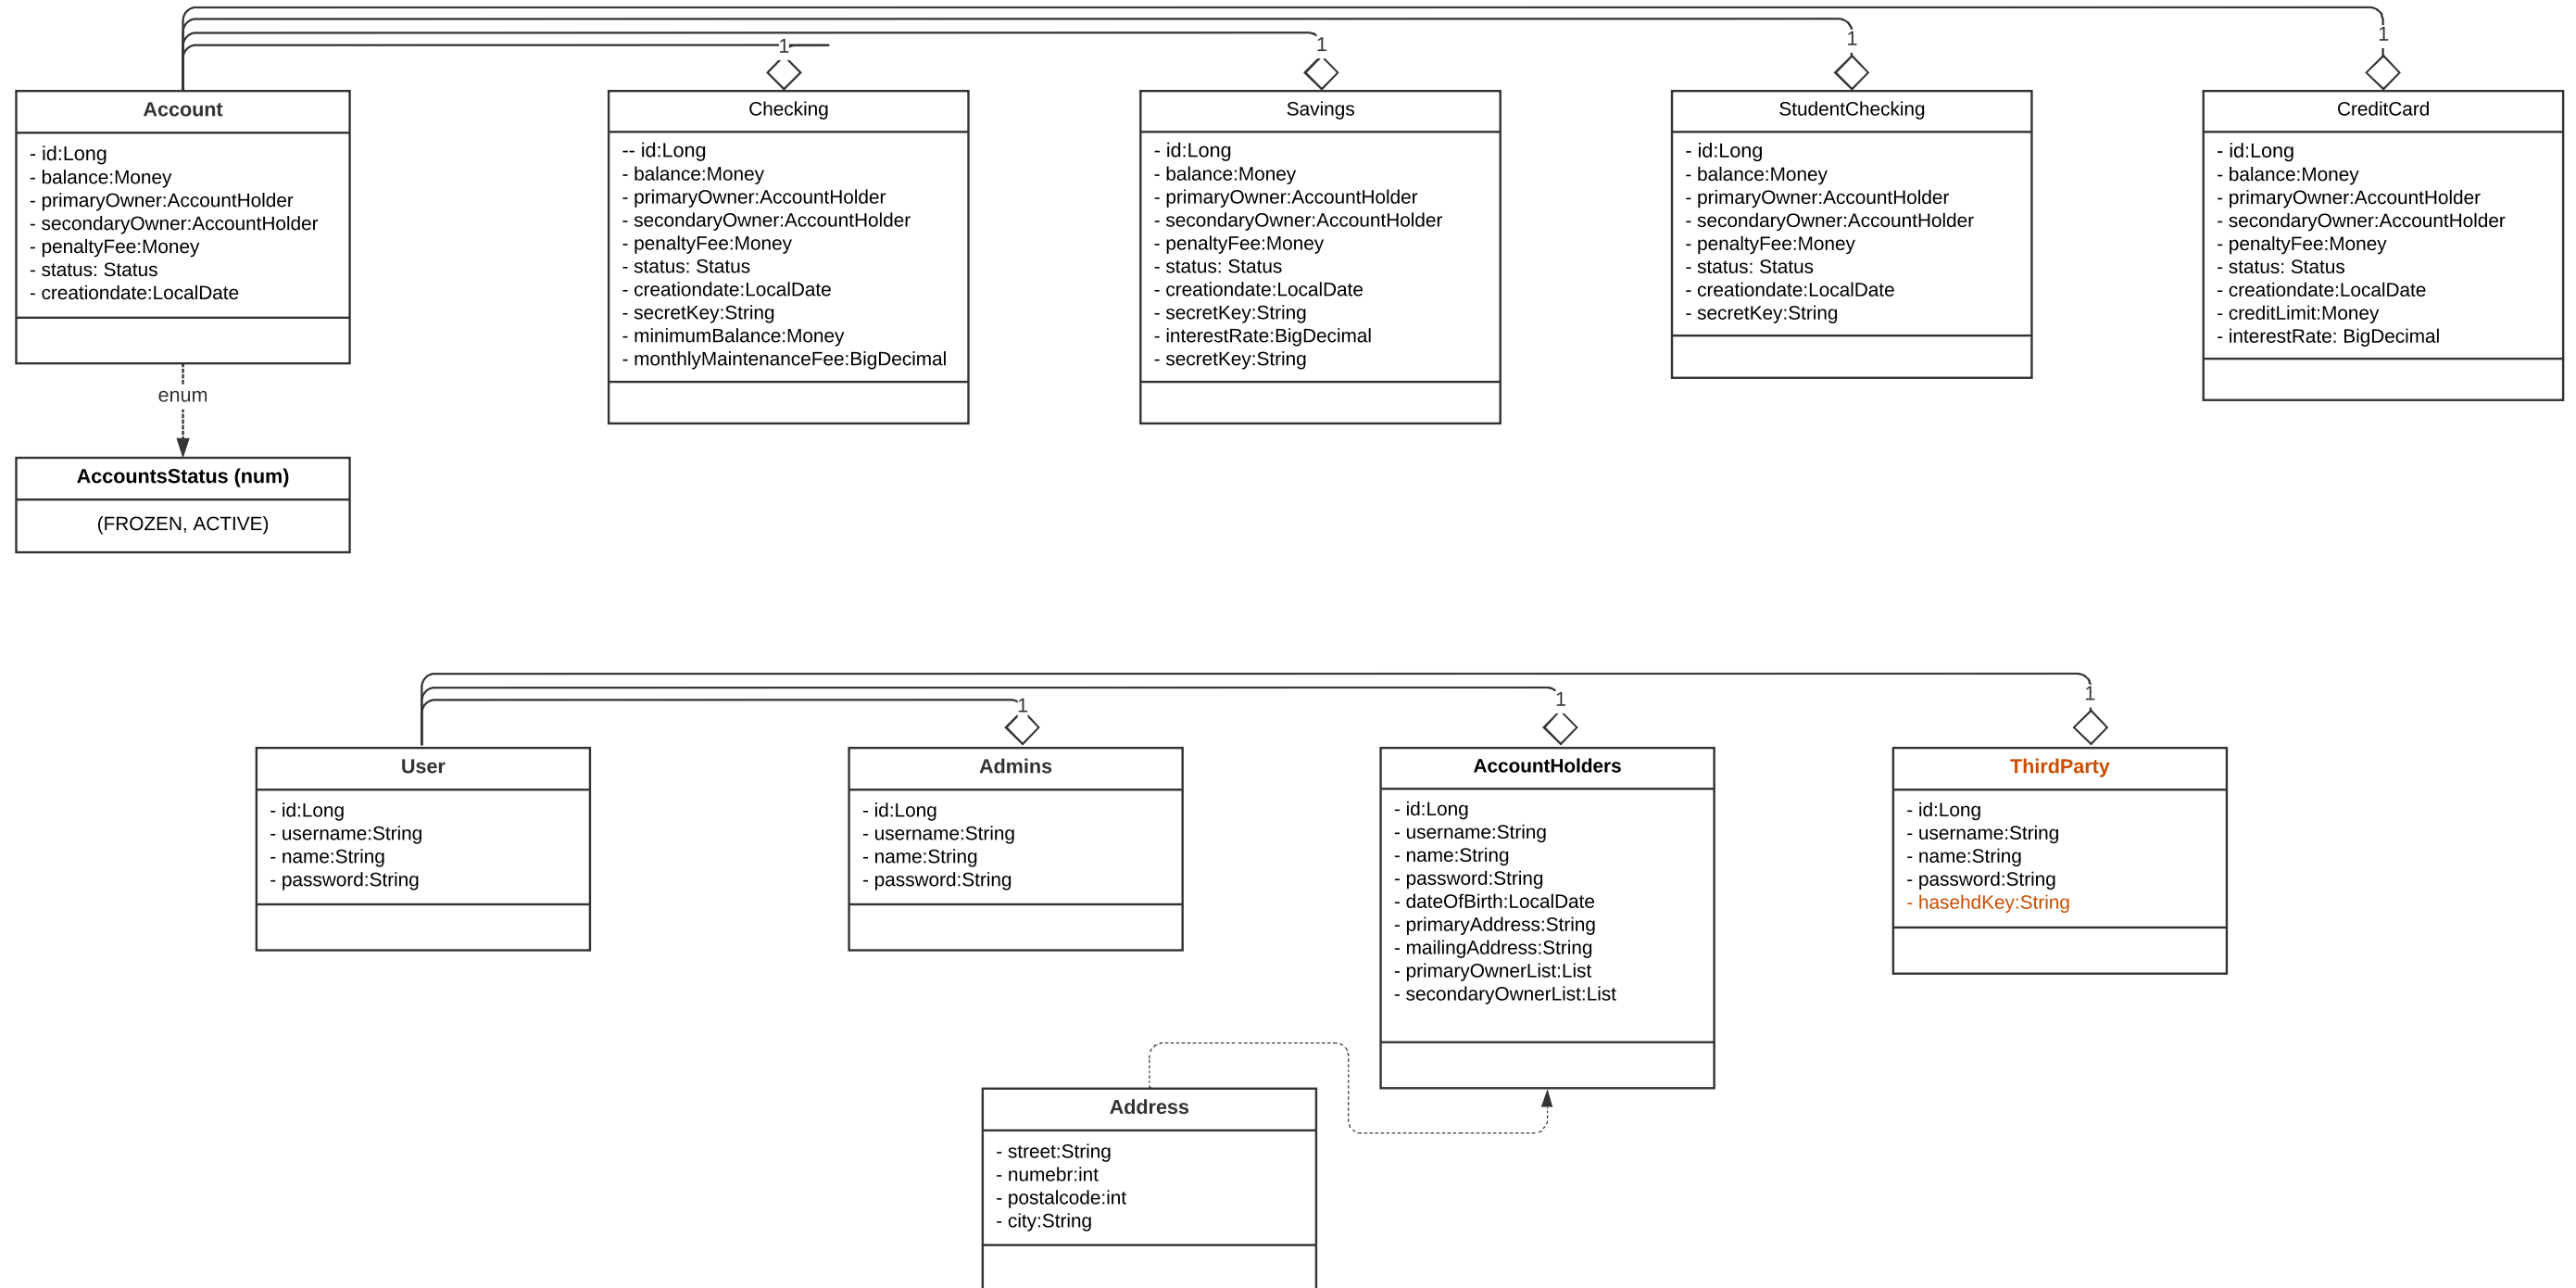 1
1
1
1
Account
- id:Long
- balance:Money
- primaryOwner:AccountHolder
- secondaryOwner:AccountHolder
- penaltyFee:Money
- status: Status
- creationdate:LocalDate
Checking
-- id:Long
- balance:Money
- primaryOwner:AccountHolder
- secondaryOwner:AccountHolder
- penaltyFee:Money
- status: Status
- creationdate:LocalDate
- secretKey:String
- minimumBalance:Money
- monthlyMaintenanceFee:BigDecimal
Savings
- id:Long
- balance:Money
- primaryOwner:AccountHolder
- secondaryOwner:AccountHolder
- penaltyFee:Money
- status: Status
- creationdate:LocalDate
- secretKey:String
- interestRate:BigDecimal
- secretKey:String
StudentChecking
- id:Long
- balance:Money
- primaryOwner:AccountHolder
- secondaryOwner:AccountHolder
- penaltyFee:Money
- status: Status
- creationdate:LocalDate
- secretKey:String
CreditCard
- id:Long
- balance:Money
- primaryOwner:AccountHolder
- secondaryOwner:AccountHolder
- penaltyFee:Money
- status: Status
- creationdate:LocalDate
- creditLimit:Money
- interestRate: BigDecimal
enum
AccountsStatus (num)
(FROZEN, ACTIVE)
1
1
1
User
- id:Long
- username:String
- name:String
- password:String
Admins
- id:Long
- username:String
- name:String
- password:String
AccountHolders
- id:Long
- username:String
- name:String
- password:String
- dateOfBirth:LocalDate
- primaryAddress:String
- mailingAddress:String
- primaryOwnerList:List
- secondaryOwnerList:List
ThirdParty
- id:Long
- username:String
- name:String
- password:String
- hasehdKey:String
Address
- street:String
- numebr:int
- postalcode:int
- city:String